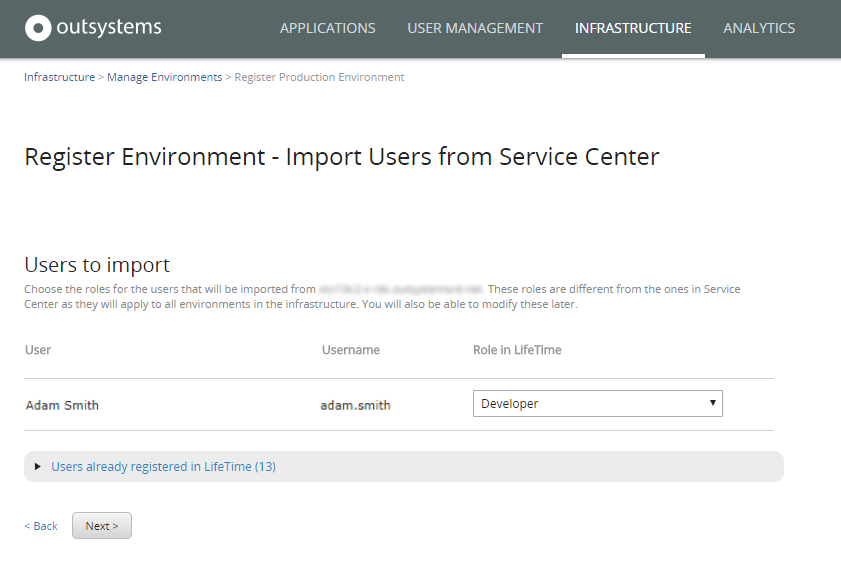 outsystems
APPLICATIONS USER MANAGEMENT INFRASTRUCTURE ANALYTICS
Infrastructure > Manage Environments > Register Production Environment
Register Environment - Import Users from Service Center
Users to import
Choose the roles for the users that will be imported from . These roles are different from the ones in Service
Center as they will apply to all environments in the infrastructure. You will also be able to modify these later.
User Username Role in LifeTime
Adam Smith adam.smith Developer
Users already registered in LifeTime (13)
< Back Next >